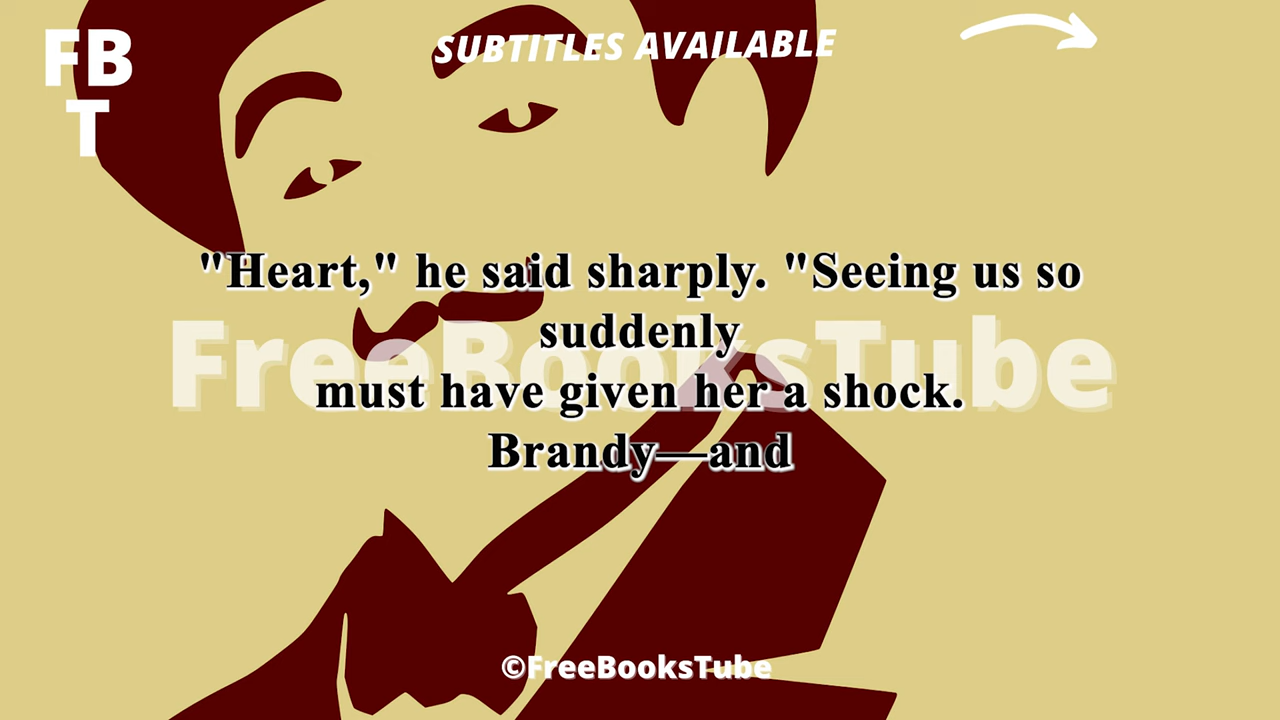 FB
T
SUBTITLES AVAILABLE
"Heart," he said sharply. "Seeing us so
suddenly
FreeBooksTube
must have given her a shock.
Brandy—and
©FreeBooksTube